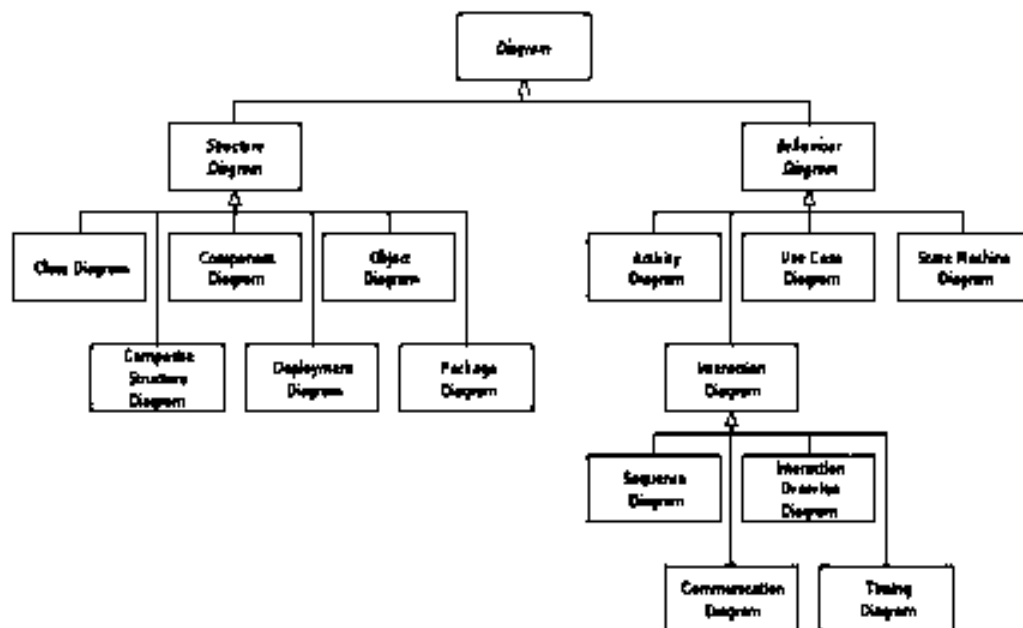 Diagram
Structure
Diagram
Behaviour
Diagram
Class Diagram
Component
Diagram
Object
Diagram
Activity
Diagram
Use Case
Diagram
State Machine
Diagram
Composite
Structure
Diagram
Deployment
Diagram
Package
Diagram
Interaction
Diagram
Sequence
Diagram
Interaction
Overview
Diagram
Communication
Diagram
Timing
Diagram